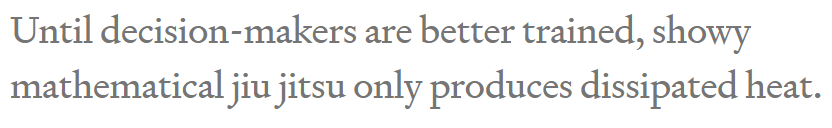 Until decision-makers are better trained, showy
mathematical jiu jitsu only produces dissipated heat.